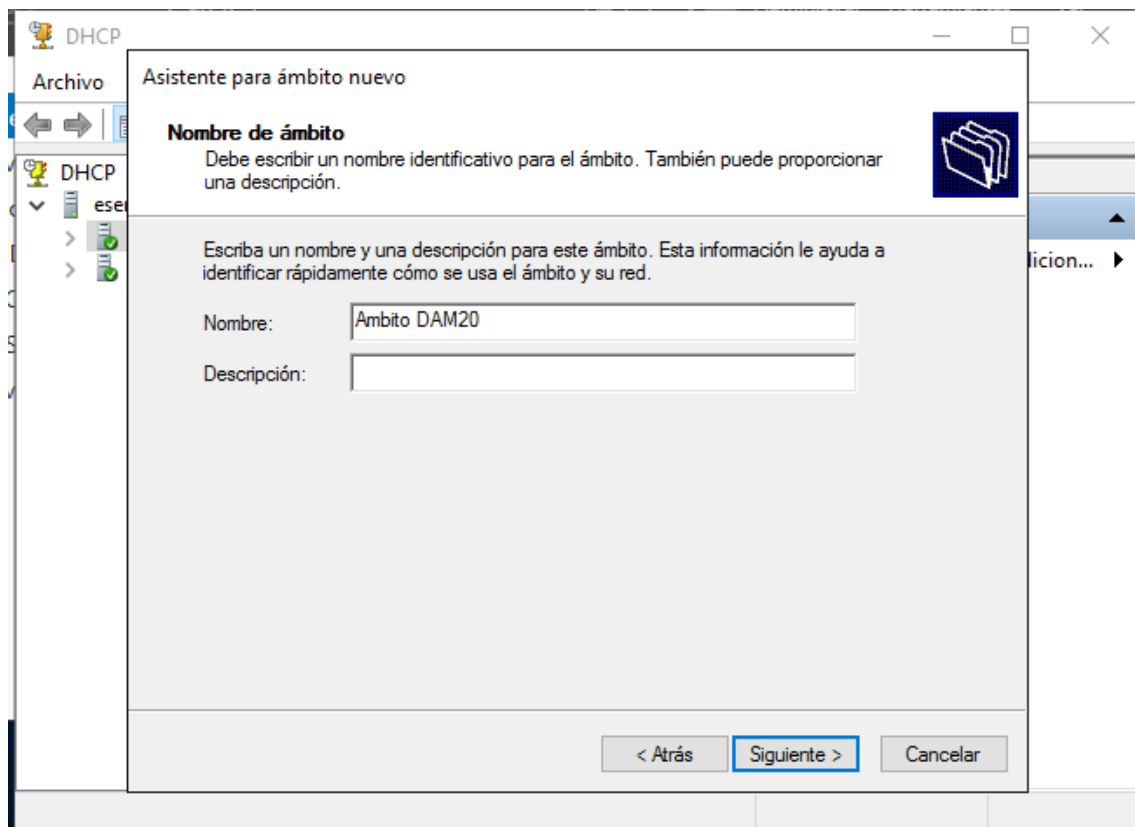 DHCP
Archivo
Asistente para ámbito nuevo
Nombre de ámbito
Debe escribir un nombre identificativo para el ámbito. También puede proporcionar
una descripción.
DHCP
Escriba un nombre y una descripción para este ámbito. Esta información le ayuda a
identificar rápidamente cómo se usa el ámbito y su red.
licion...
Nombre:
Ambito DAM20
Descripción:
< Atrás
Siguiente >
Cancelar